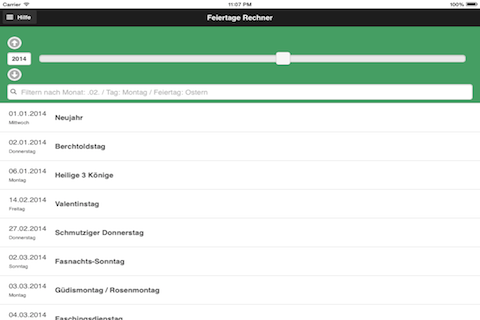 Carrier 11:07 PM 100%
Hilfe Feiertage Rechner
2014
Filtern nach Monat: .02. / Tag: Montag / Feiertag: Ostern
01.01.2014 Neujahr
Mittwoch
02.01.2014 Berchtoldstag
Donnerstag
06.01.2014 Heilige 3 Könige
Montag
14.02.2014 Valentinstag
Freitag
27.02.2014 Schmutziger Donnerstag
Donnerstag
02.03.2014 Fasnachts-Sonntag
Sonntag
03.03.2014 Güdismontag / Rosenmontag
Montag
04.03.2014 Faschingsdienstag